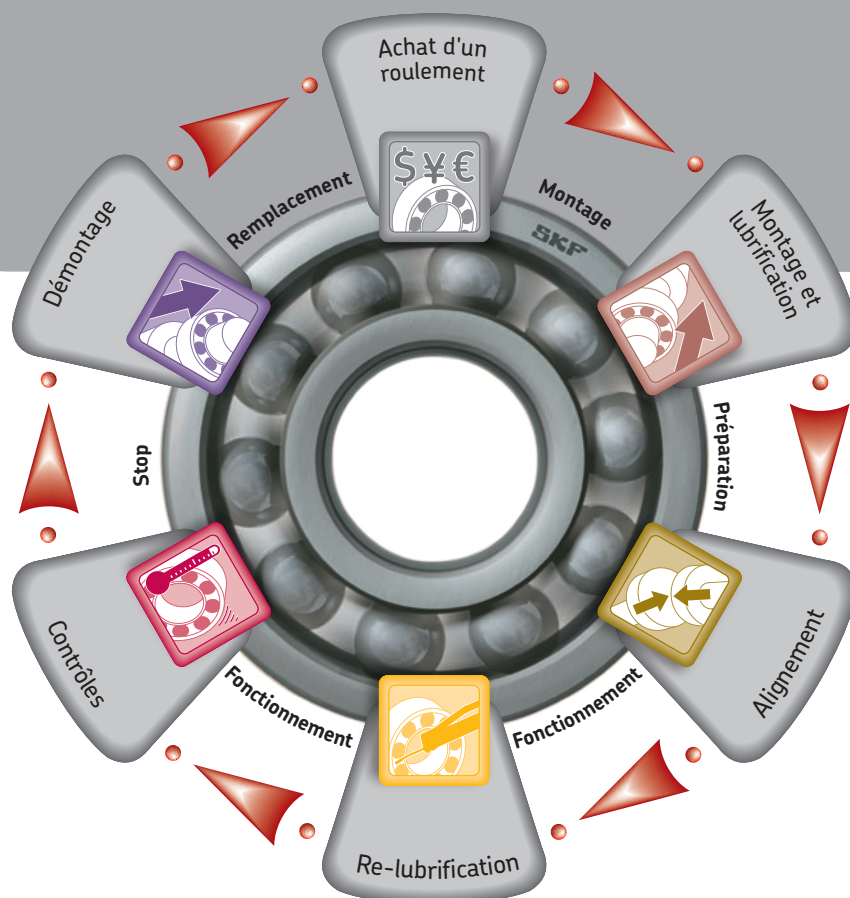 Achat d'un
roulement
$ ¥ €
Montage
SKF
Montage et
lubrification
Préparation
Alignement
Fonctionnement
Re-lubrification
Fonctionnement
Contrôles
Stop
Démontage
Remplacement